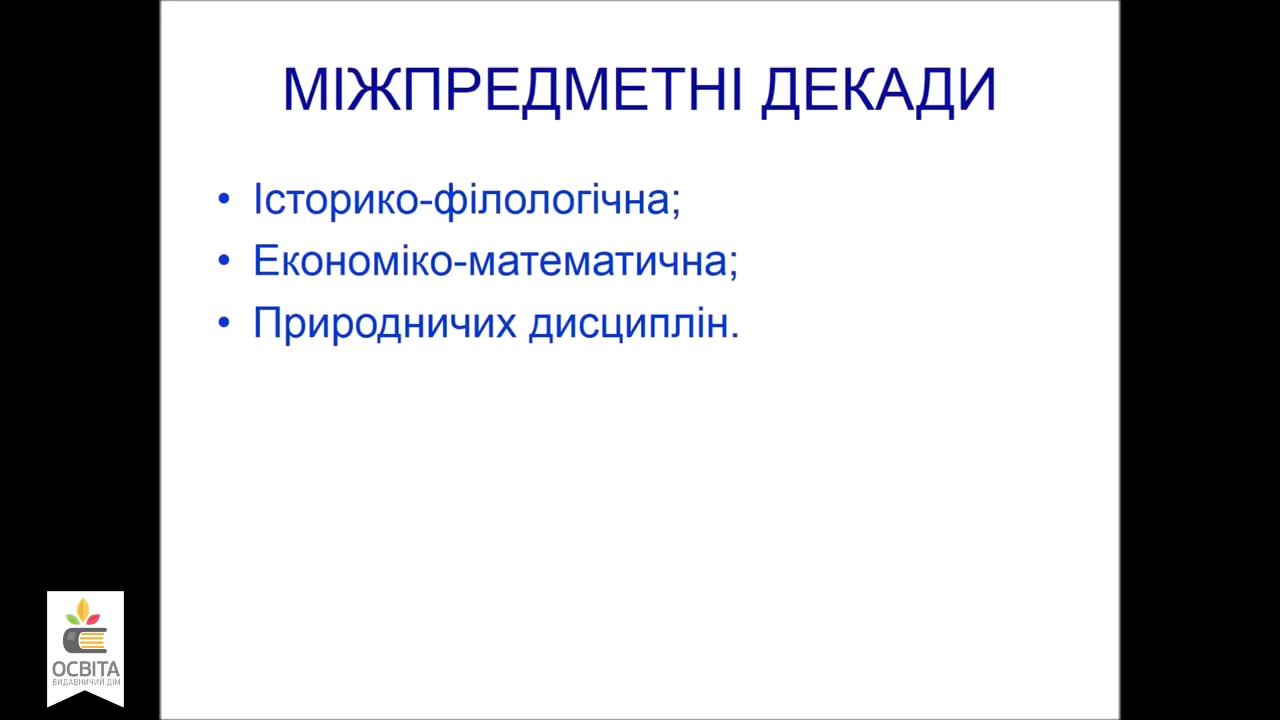 МІЖПРЕДМЕТНІ ДЕКАДИ
• Історико-філологічна;
• Економіко-математична;
• Природничих дисциплін.
ОСВІТА
ВИДАВНИЧИЙ ДІМ